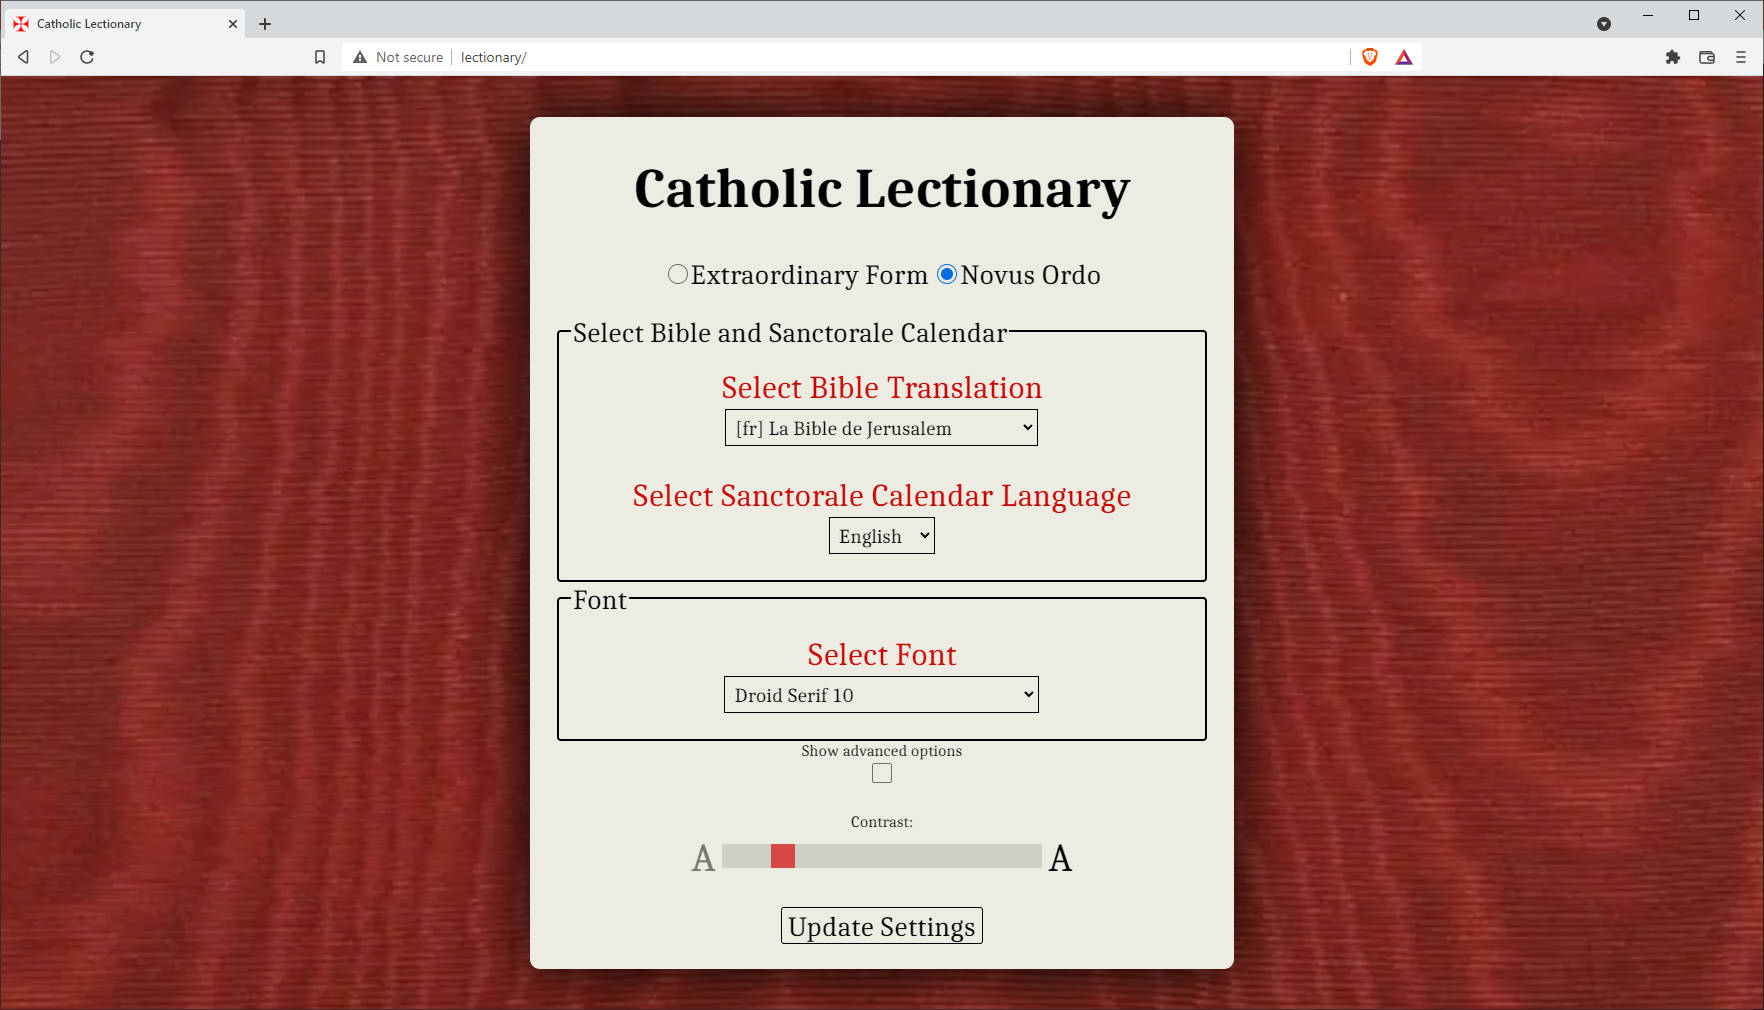 Catholic Lectionary
Not secure lectionary/
Catholic Lectionary
Extraordinary Form Novus Ordo
Select Bible and Sanctorale Calendar
Select Bible Translation
[fr] La Bible de Jerusalem
Select Sanctorale Calendar Language
English
Font
Select Font
Droid Serif 10
Show advanced options
Contrast:
A A
Update Settings